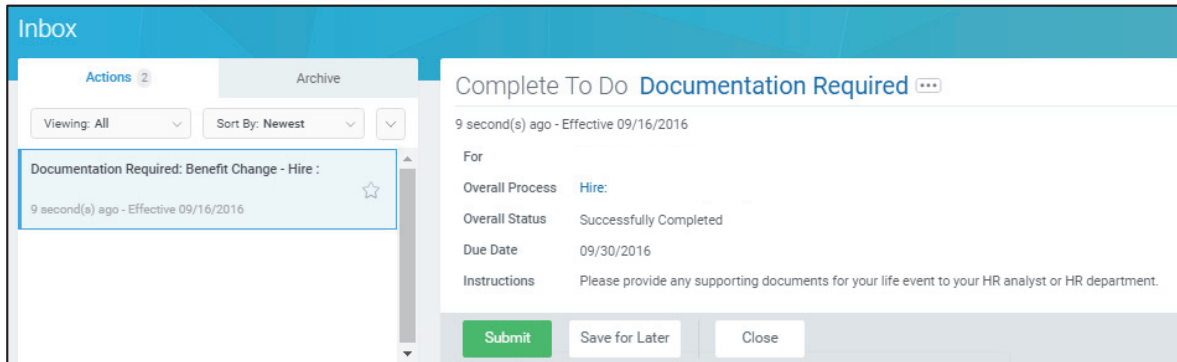 Inbox
Actions 2
Archive
Viewing: All
Sort By: Newest
Documentation Required: Benefit Change - Hire :
9 second(s) ago - Effective 09/16/2016
Complete To Do Documentation Required
9 second(s) ago - Effective 09/16/2016
For
Overall Process Hire:
Overall Status Successfully Completed
Due Date 09/30/2016
Instructions Please provide any supporting documents for your life event to your HR analyst or HR department.
Submit Save for Later Close